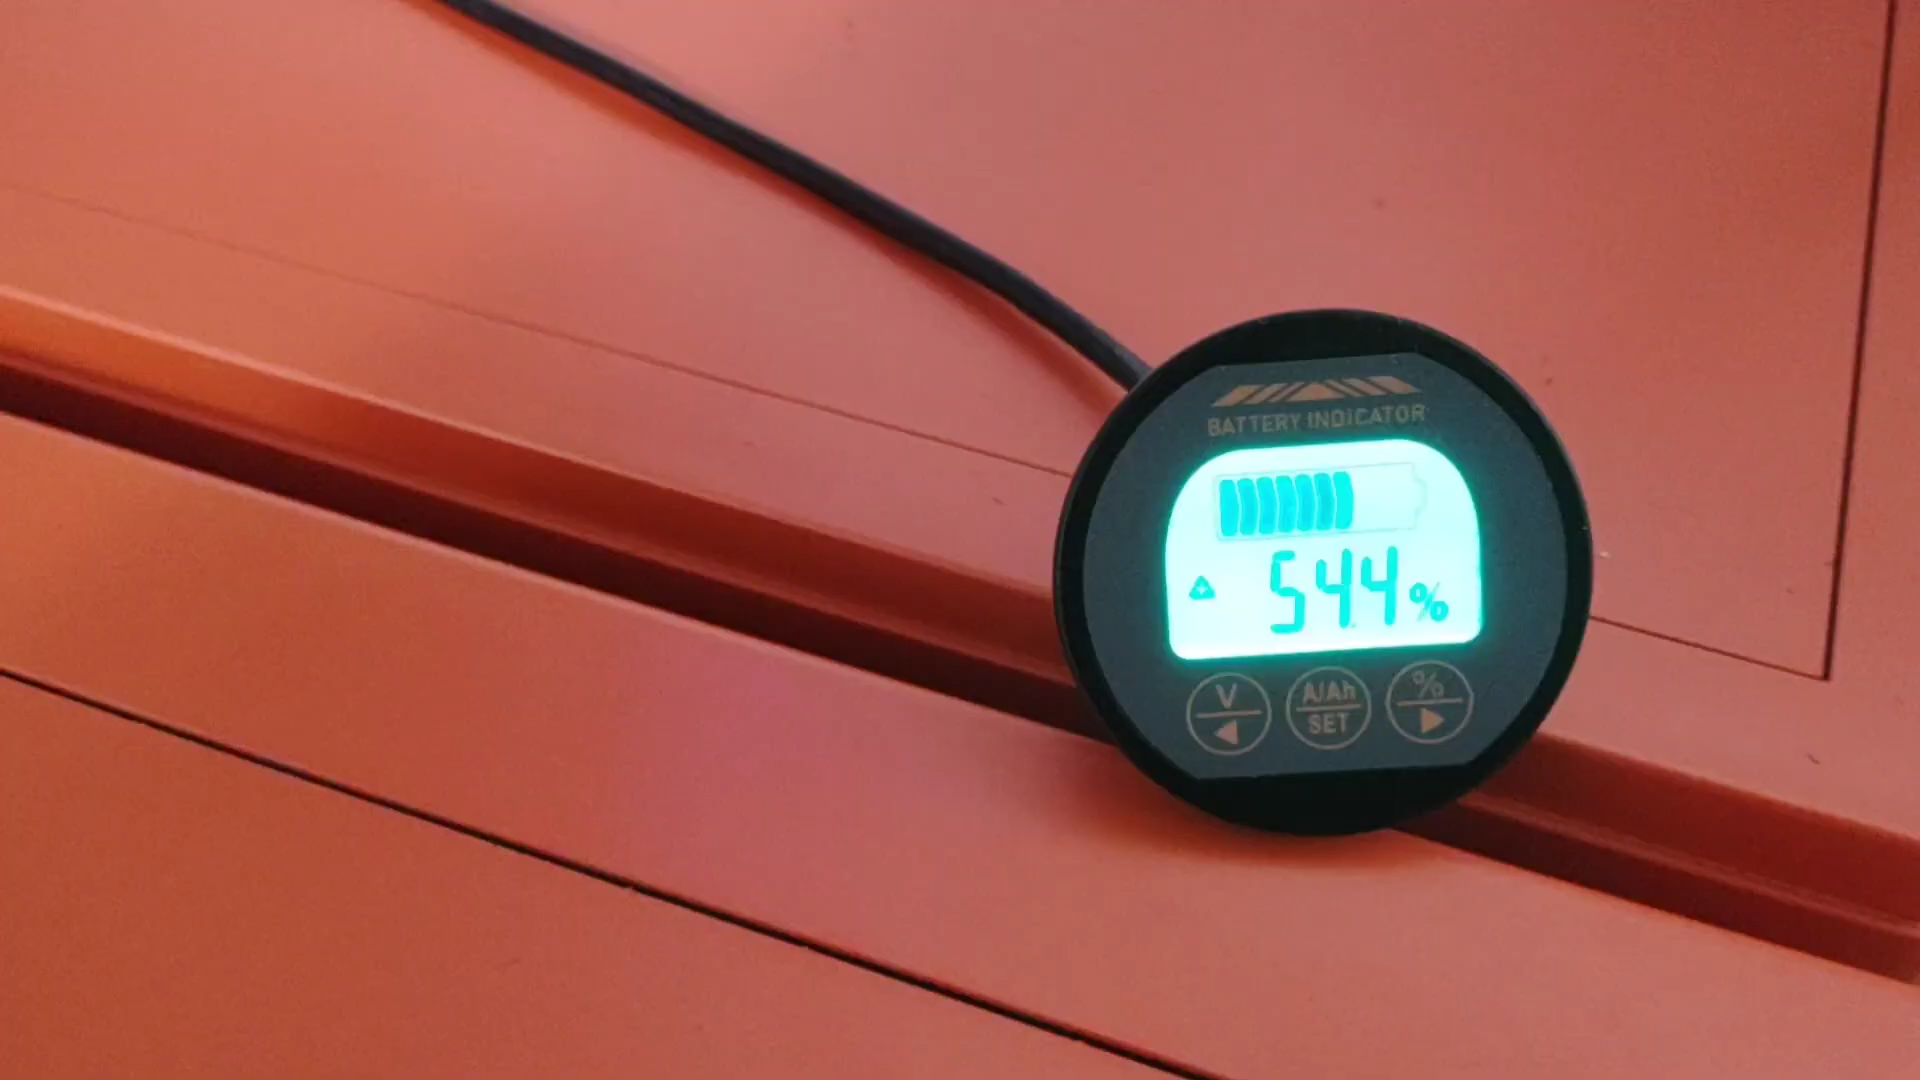 BATTERY INDICATOR
54.4 %
V A/Ah %
SET